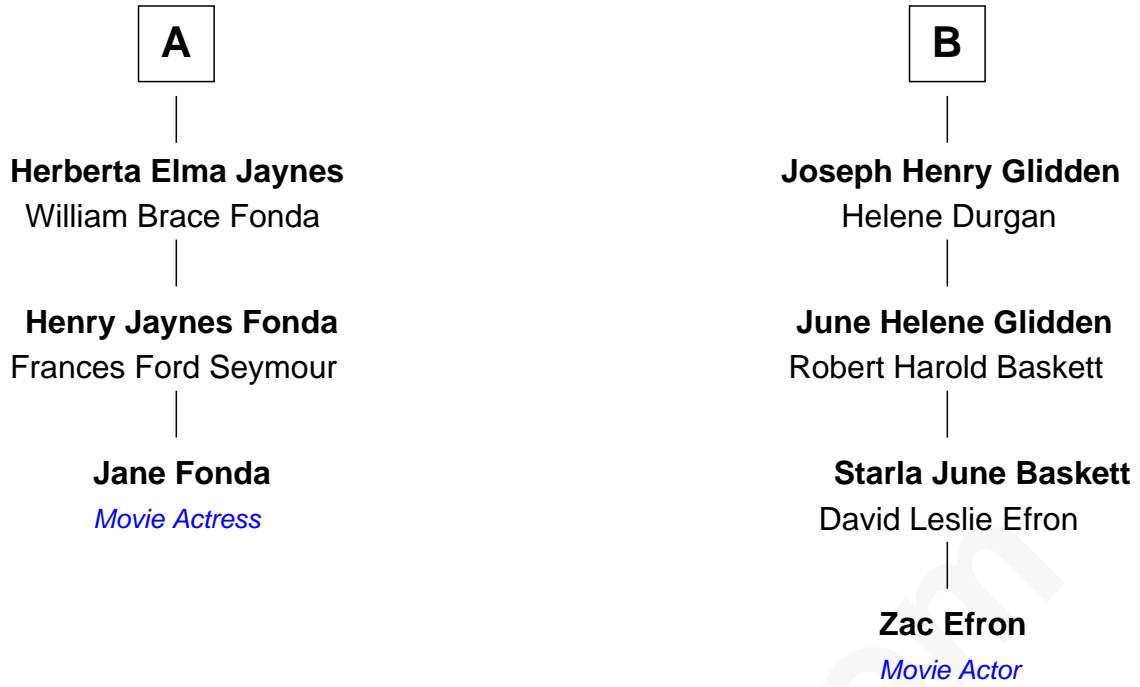 A
Herberta Elma Jaynes
William Brace Fonda
Henry Jaynes Fonda
Frances Ford Seymour
Jane Fonda
Movie Actress
B
Joseph Henry Glidden
Helene Durgan
June Helene Glidden
Robert Harold Baskett
Starla June Baskett
David Leslie Efron
Zac Efron
Movie Actor